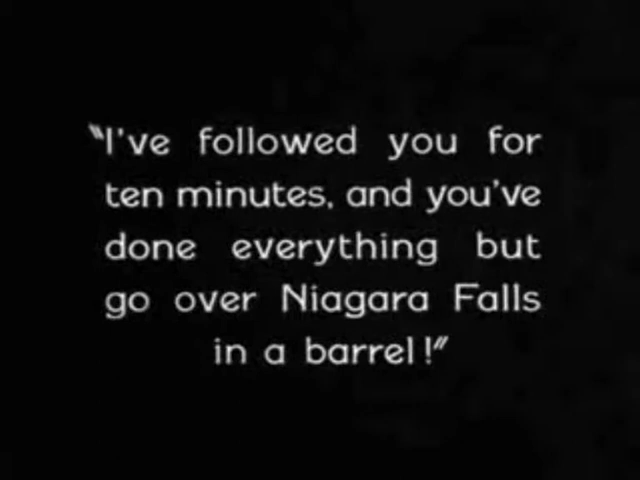 "I've followed you for
ten minutes, and you've
done everything but
go over Niagara Falls
in a barrel!"